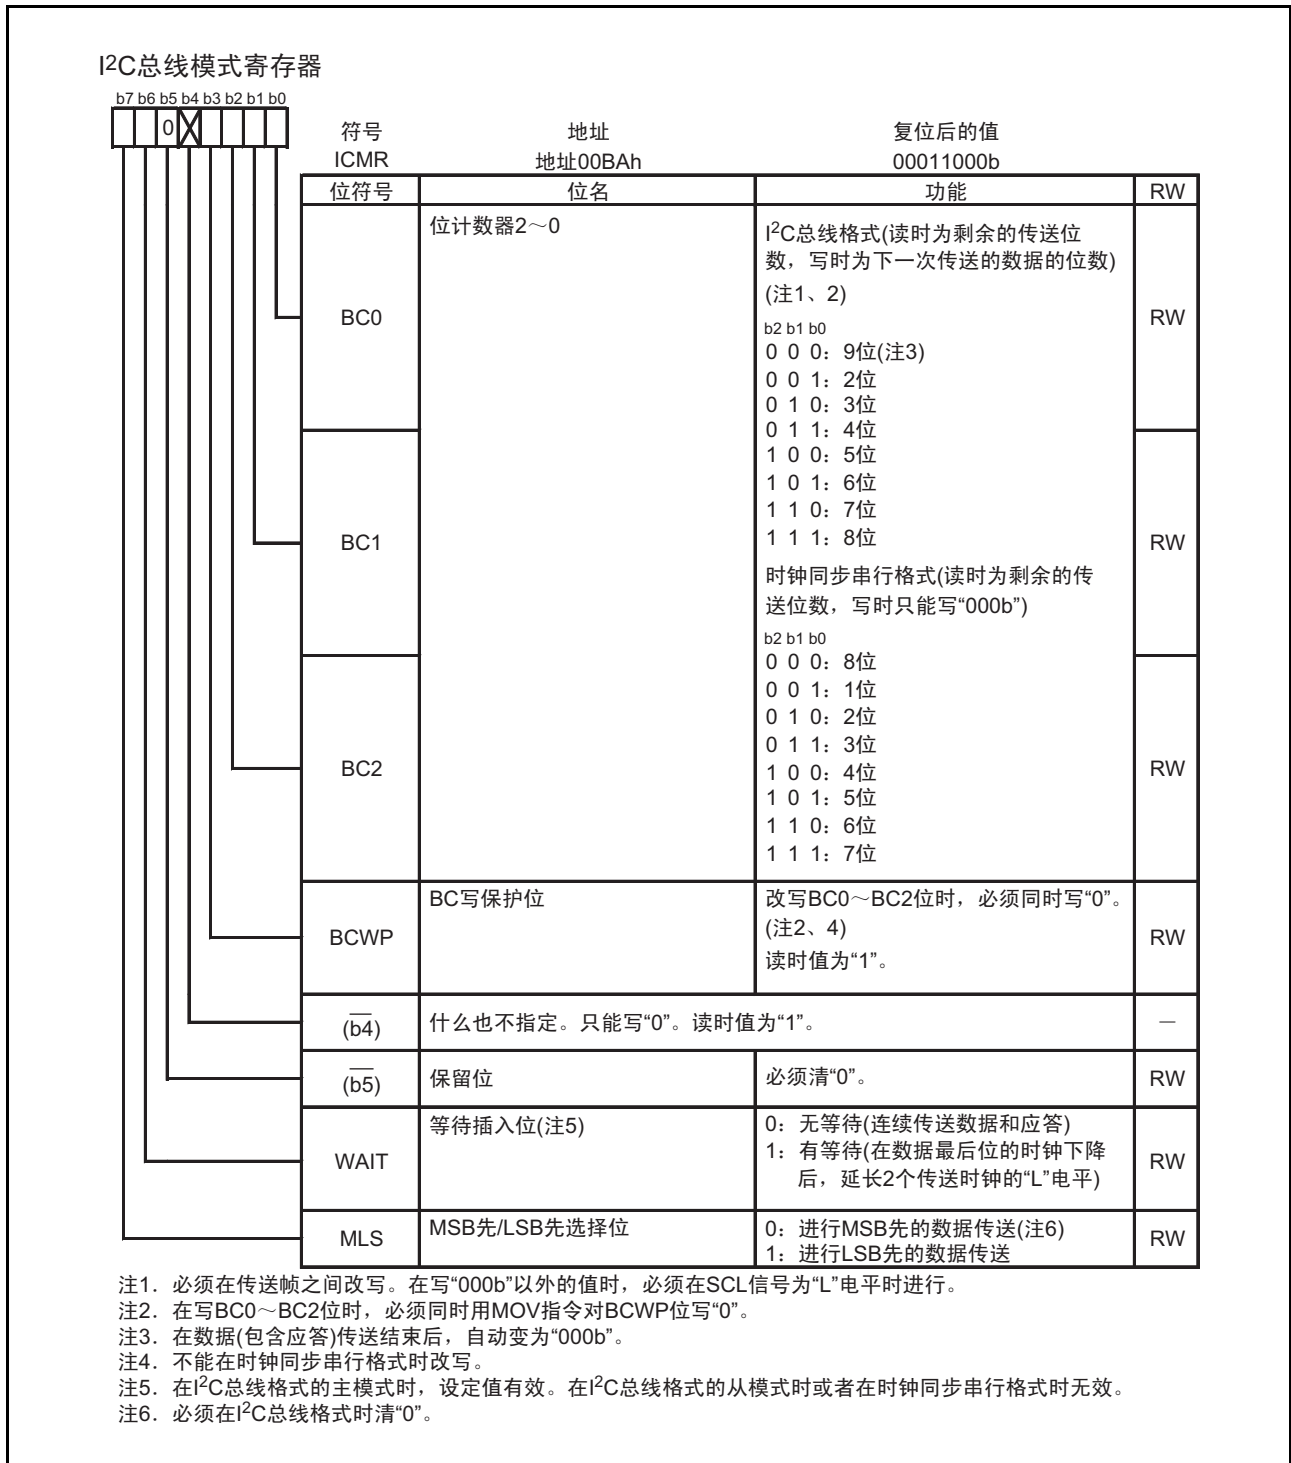 I²C总线模式寄存器
b7 b6 b5 b4 b3 b2 b1 b0
0
符号 地址 复位后的值
ICMR 地址00BAh 00011000b
位符号 位名 功能 RW
BC0 位计数器2～0 RW
I²C总线格式(读时为剩余的传送位
数，写时为下一次传送的数据的位数)
(注1、2)
b2 b1 b0
0 0 0：9位(注3)
0 0 1：2位
0 1 0：3位
0 1 1：4位
1 0 0：5位
1 0 1：6位
1 1 0：7位
1 1 1：8位
BC1 RW
时钟同步串行格式(读时为剩余的传
送位数，写时只能写“000b”)
b2 b1 b0
0 0 0：8位
0 0 1：1位
0 1 0：2位
0 1 1：3位
1 0 0：4位
1 0 1：5位
1 1 0：6位
1 1 1：7位
BC2 RW
BCWP BC写保护位 RW
改写BC0～BC2位时，必须同时写“0”。
(注2、4)
读时值为“1”。
—
(b4) 什么也不指定。只能写“0”。读时值为“1”。 —
—
(b5) 保留位 必须清“0”。 RW
WAIT 等待插入位(注5) RW
0：无等待(连续传送数据和应答)
1：有等待(在数据最后位的时钟下降
后，延长2个传送时钟的“L”电平)
MLS MSB先/LSB先选择位 RW
0：进行MSB先的数据传送(注6)
1：进行LSB先的数据传送
注1．必须在传送帧之间改写。在写“000b”以外的值时，必须在SCL信号为“L”电平时进行。
注2．在写BC0～BC2位时，必须同时用MOV指令对BCWP位写“0”。
注3．在数据(包含应答)传送结束后，自动变为“000b”。
注4．不能在时钟同步串行格式时改写。
注5．在I²C总线格式的主模式时，设定值有效。在I²C总线格式的从模式时或者在时钟同步串行格式时无效。
注6．必须在I²C总线格式时清“0”。